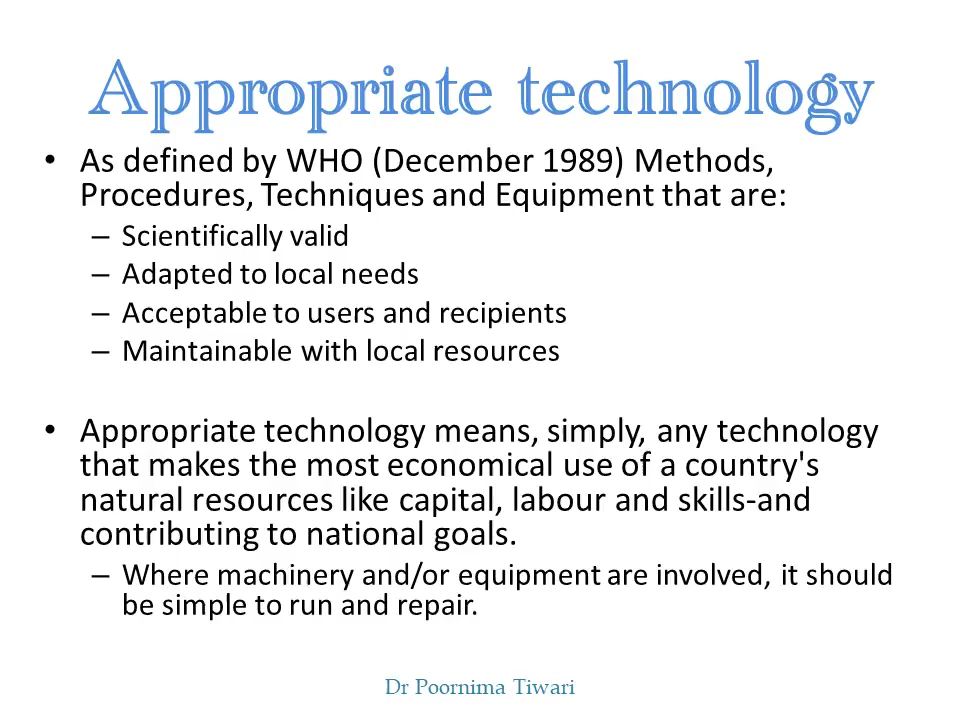 Appropriate technology
• As defined by WHO (December 1989) Methods,
Procedures, Techniques and Equipment that are:
– Scientifically valid
– Adapted to local needs
– Acceptable to users and recipients
– Maintainable with local resources
• Appropriate technology means, simply, any technology
that makes the most economical use of a country's
natural resources like capital, labour and skills-and
contributing to national goals.
– Where machinery and/or equipment are involved, it should
be simple to run and repair.
Dr Poornima Tiwari